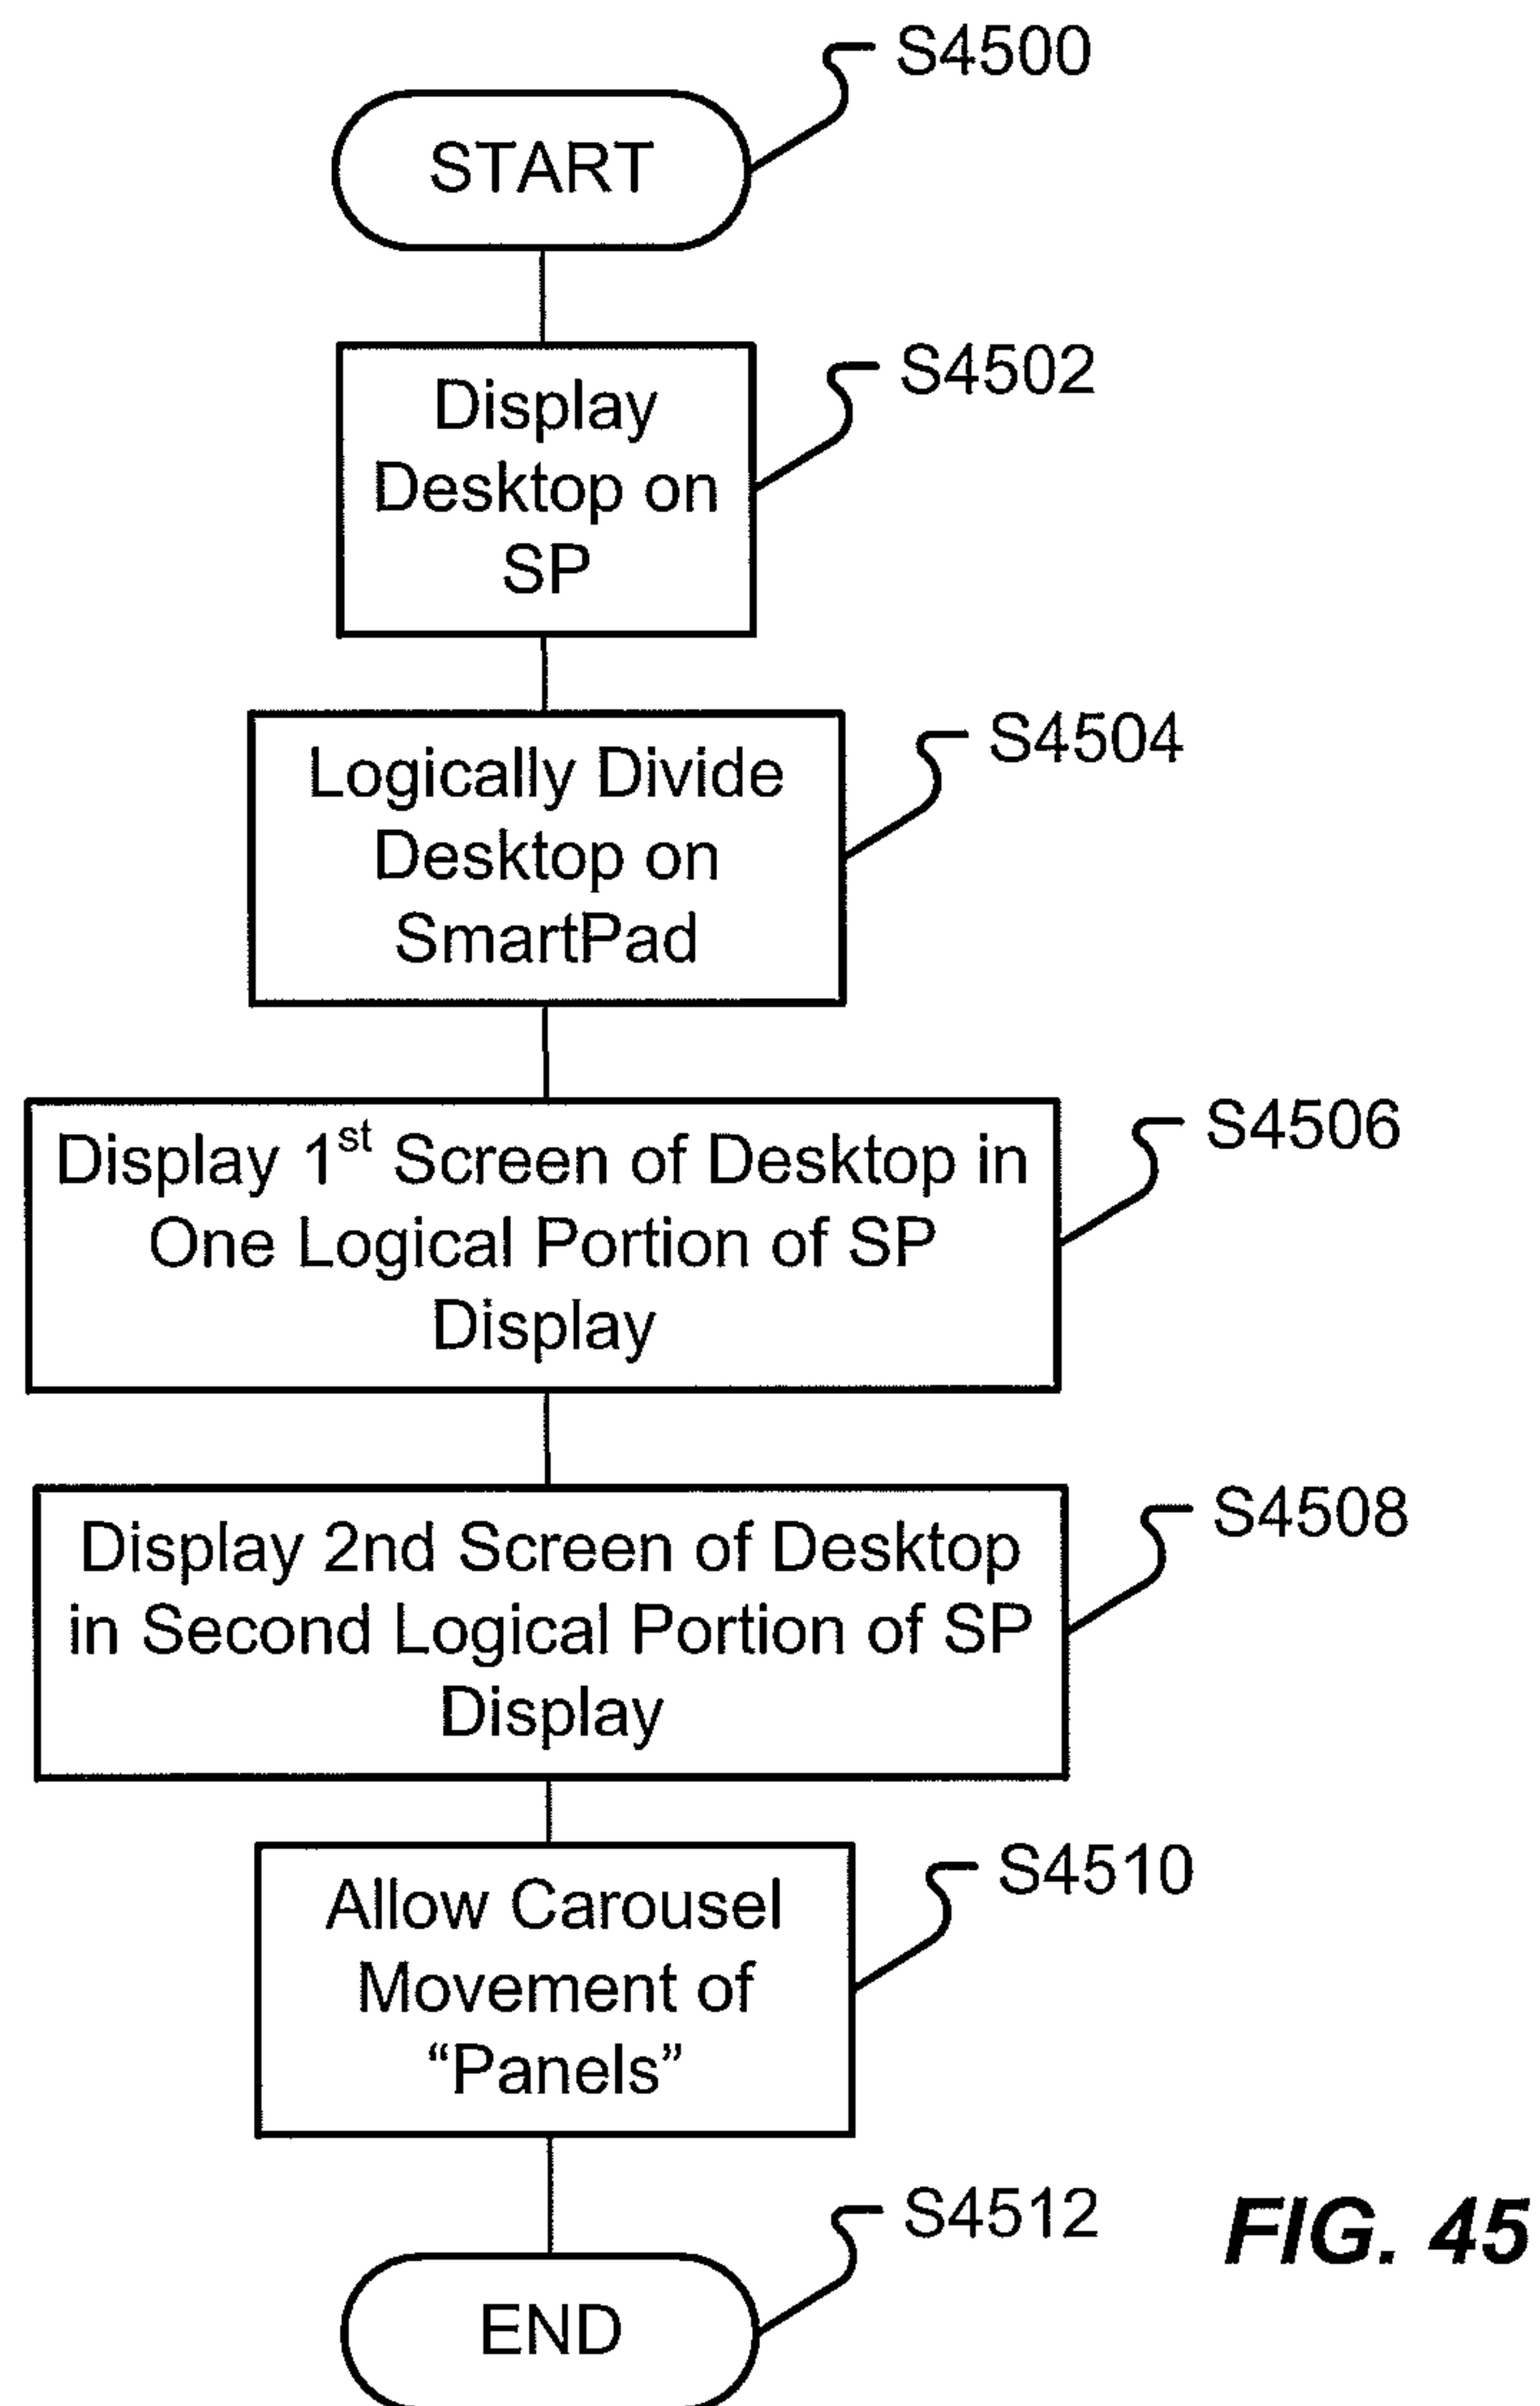 S4500
START
S4502
Display
Desktop on
SP
S4504
Logically Divide
Desktop on
SmartPad
S4506
Display 1st Screen of Desktop in
One Logical Portion of SP
Display
S4508
Display 2nd Screen of Desktop
in Second Logical Portion of SP
Display
S4510
Allow Carousel
Movement of
“Panels”
S4512
FIG. 45
END